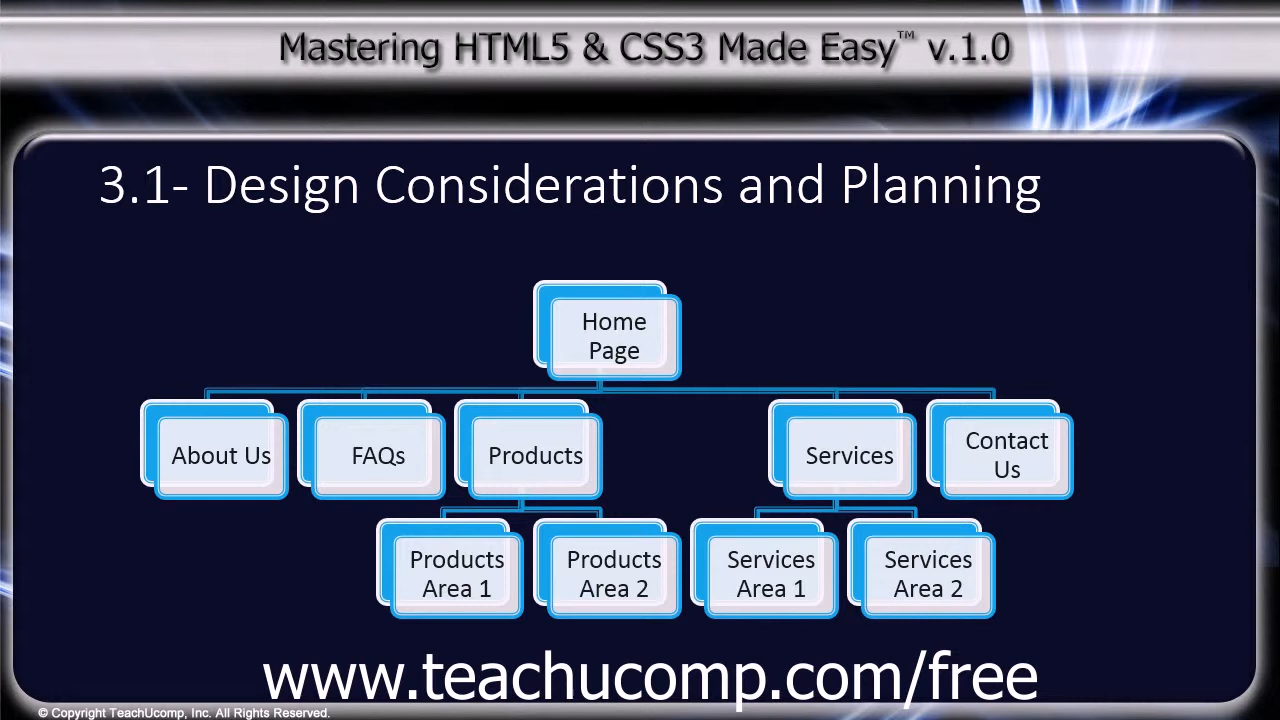 Mastering HTML5 & CSS3 Made Easy™ v.1.0
3.1- Design Considerations and Planning
Home
Page
About Us
FAQs
Products
Services
Contact
Us
Products
Area 1
Products
Area 2
Services
Area 1
Services
Area 2
www.teachucomp.com/free
© Copyright TeachUcomp, Inc. All Rights Reserved.